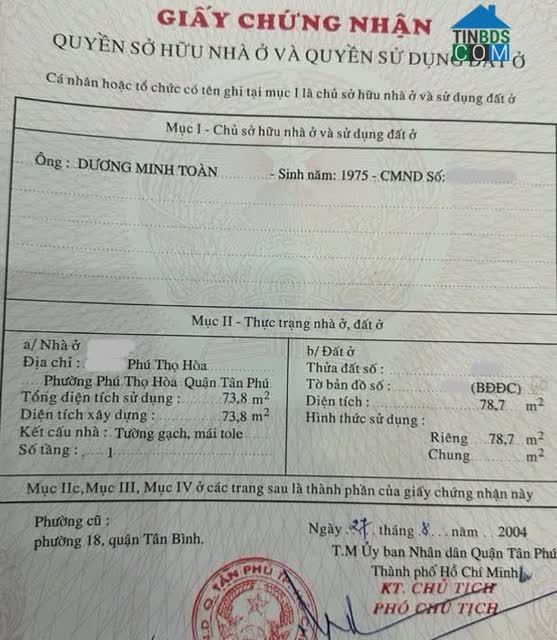 GIẤY CHỨNG NHẬN
TINBDS
COM
QUYỀN SỞ HỮU NHÀ Ở VÀ QUYỀN SỬ DỤNG ĐẤT Ở
Cá nhân hoặc tổ chức có tên ghi tại mục I là chủ sở hữu nhà ở và sử dụng đất ở
Mục I - Chủ sở hữu nhà ở và sử dụng đất ở
Ông : DƯƠNG MINH TOÀN - Sinh năm: 1975 - CMND Số:
Mục II - Thực trạng nhà ở, đất ở
a/ Nhà ở
Địa chỉ : Phú Thọ Hòa
Phường Phú Thọ Hòa Quận Tân Phú
Tổng diện tích sử dụng : 73,8 m²
Diện tích xây dựng : 73,8 m²
Kết cấu nhà : Tường gạch, mái tole
Số tầng : 1
b/ Đất ở
Thửa đất số :
Tờ bản đồ số : (BĐĐC)
Diện tích : 78,7 m²
Hình thức sử dụng :
Riêng 78,7 m²
Chung m²
Mục IIc, Mục III, Mục IV ở các trang sau là thành phần của giấy chứng nhận này
Phường cũ :
phường 18, quận Tân Bình.
Ngày 27 tháng 8 năm 2004
T.M Ủy ban Nhân dân Quận Tân Phú
Thành phố Hồ Chí Minh
KT. CHỦ TỊCH
PHÓ CHỦ TỊCH
Q. TÂN PHÚ